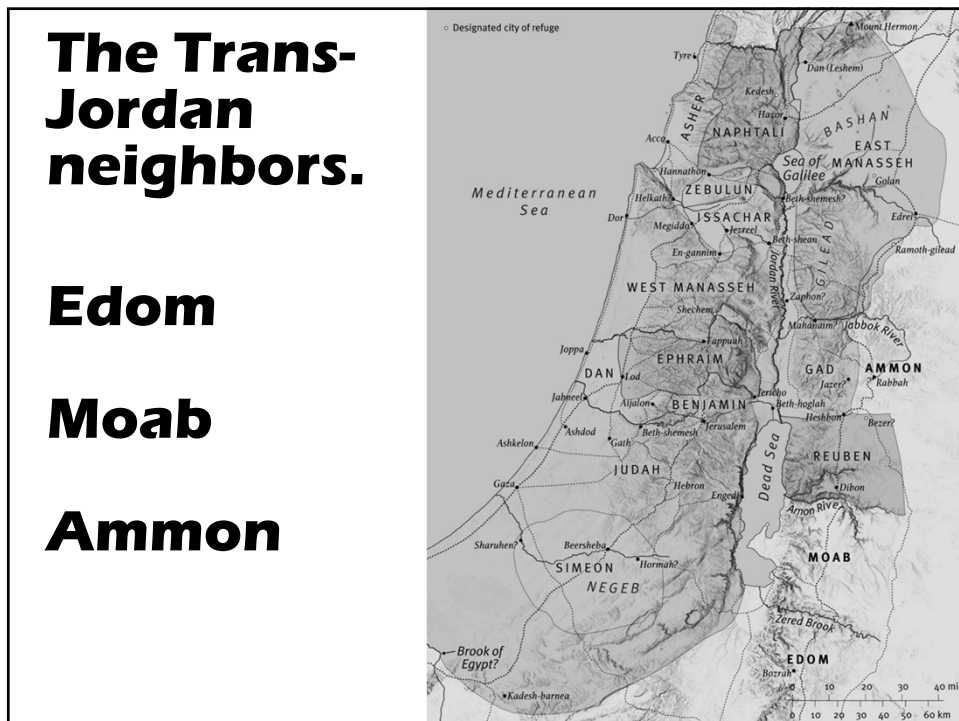 The Trans-
Jordan
neighbors.
Edom
Moab
Ammon
○ Designated city of refuge
Mount Hermon
Tyre
Dan (Leshem)
Kedesh
ASHER
Hazor
NAPHTALI
BASHAN
Acco
EAST
MANASSEH
Sea of
Galilee
Hannathon
Golan
ZEBULUN
Mediterranean
Sea
Helkath?
Beth-shemesh?
Dor
ISSACHAR
Edrei
Megiddo
Jezreel
Beth-shean
GILEAD
Ramoth-gilead
En-gannim
Jordan River
WEST MANASSEH
Zaphon?
Shechem
Mahanaim?
Jabbok River
Tappuah
Joppa
EPHRAIM
GAD
AMMON
DAN
Lod
Jazer?
Rabbah
Jericho
Jabneel
Aijalon
BENJAMIN
Beth-hoglah
Heshbon
Bezer?
Ashdod
Beth-shemesh
Jerusalem
Ashkelon
Gath
REUBEN
JUDAH
Dead Sea
Gaza
Hebron
Engedi
Dibon
Arnon River
Sharuhen?
Beersheba
MOAB
Hormah?
SIMEON
NEGEB
Zered Brook
Brook of
Egypt?
EDOM
Bozrah
Kadesh-barnea
0 10 20 30 40 mi
0 10 20 30 40 50 60 km